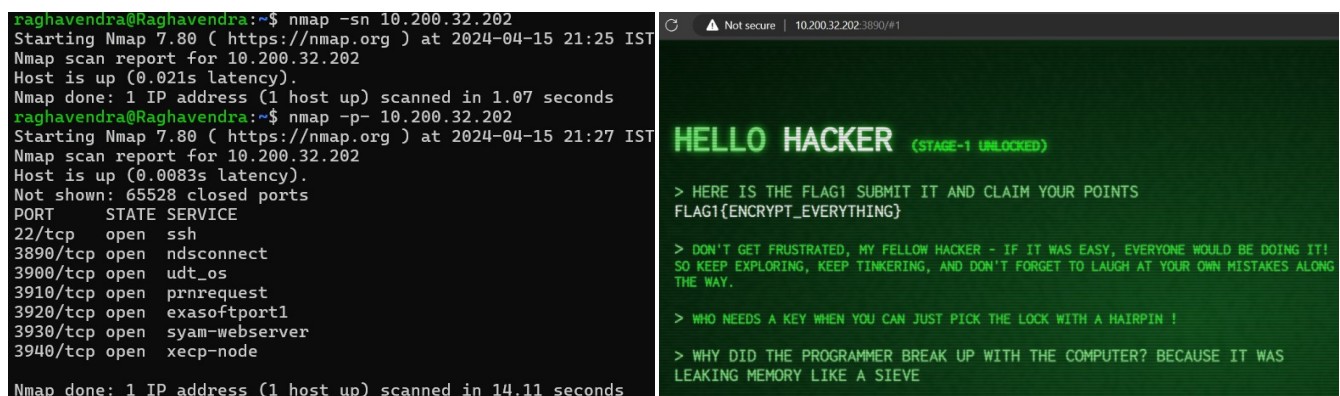 raghavendra@Raghavendra:~$ nmap -sn 10.200.32.202
Starting Nmap 7.80 ( https://nmap.org ) at 2024-04-15 21:25 IST
Nmap scan report for 10.200.32.202
Host is up (0.021s latency).
Nmap done: 1 IP address (1 host up) scanned in 1.07 seconds
raghavendra@Raghavendra:~$ nmap -p- 10.200.32.202
Starting Nmap 7.80 ( https://nmap.org ) at 2024-04-15 21:27 IST
Nmap scan report for 10.200.32.202
Host is up (0.0083s latency).
Not shown: 65528 closed ports
PORT     STATE SERVICE
22/tcp   open  ssh
3890/tcp open  ndsconnect
3900/tcp open  udt_os
3910/tcp open  prnrequest
3920/tcp open  exasoftport1
3930/tcp open  syam-webserver
3940/tcp open  xecp-node
Nmap done: 1 IP address (1 host up) scanned in 14.11 seconds
Not secure | 10.200.32.202:3890/#1
HELLO HACKER (STAGE-1 UNLOCKED)
> HERE IS THE FLAG1 SUBMIT IT AND CLAIM YOUR POINTS
FLAG1{ENCRYPT_EVERYTHING}
> DON'T GET FRUSTRATED, MY FELLOW HACKER - IF IT WAS EASY, EVERYONE WOULD BE DOING IT!
SO KEEP EXPLORING, KEEP TINKERING, AND DON'T FORGET TO LAUGH AT YOUR OWN MISTAKES ALONG
THE WAY.
> WHO NEEDS A KEY WHEN YOU CAN JUST PICK THE LOCK WITH A HAIRPIN !
> WHY DID THE PROGRAMMER BREAK UP WITH THE COMPUTER? BECAUSE IT WAS
LEAKING MEMORY LIKE A SIEVE